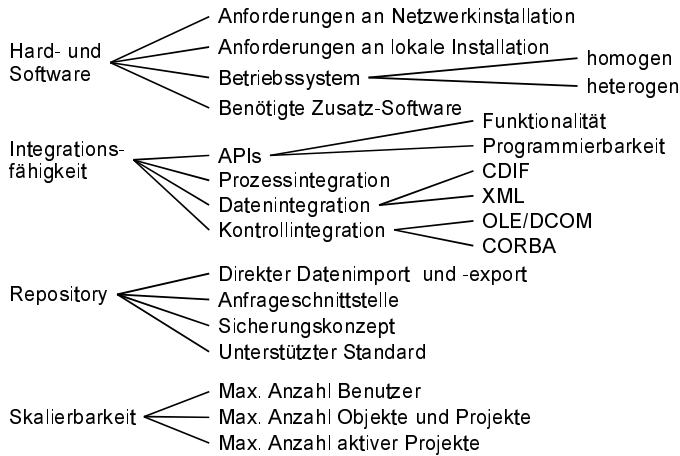 Hard- und
Software
Anforderungen an Netzwerkinstallation
Anforderungen an lokale Installation
Betriebssystem
homogen
heterogen
Benötigte Zusatz-Software
Integrations-
fähigkeit
APIs
Funktionalität
Programmierbarkeit
Prozessintegration
Datenintegration
CDIF
XML
Kontrollintegration
OLE/DCOM
CORBA
Repository
Direkter Datenimport und -export
Anfrageschnittstelle
Sicherungskonzept
Unterstützter Standard
Skalierbarkeit
Max. Anzahl Benutzer
Max. Anzahl Objekte und Projekte
Max. Anzahl aktiver Projekte